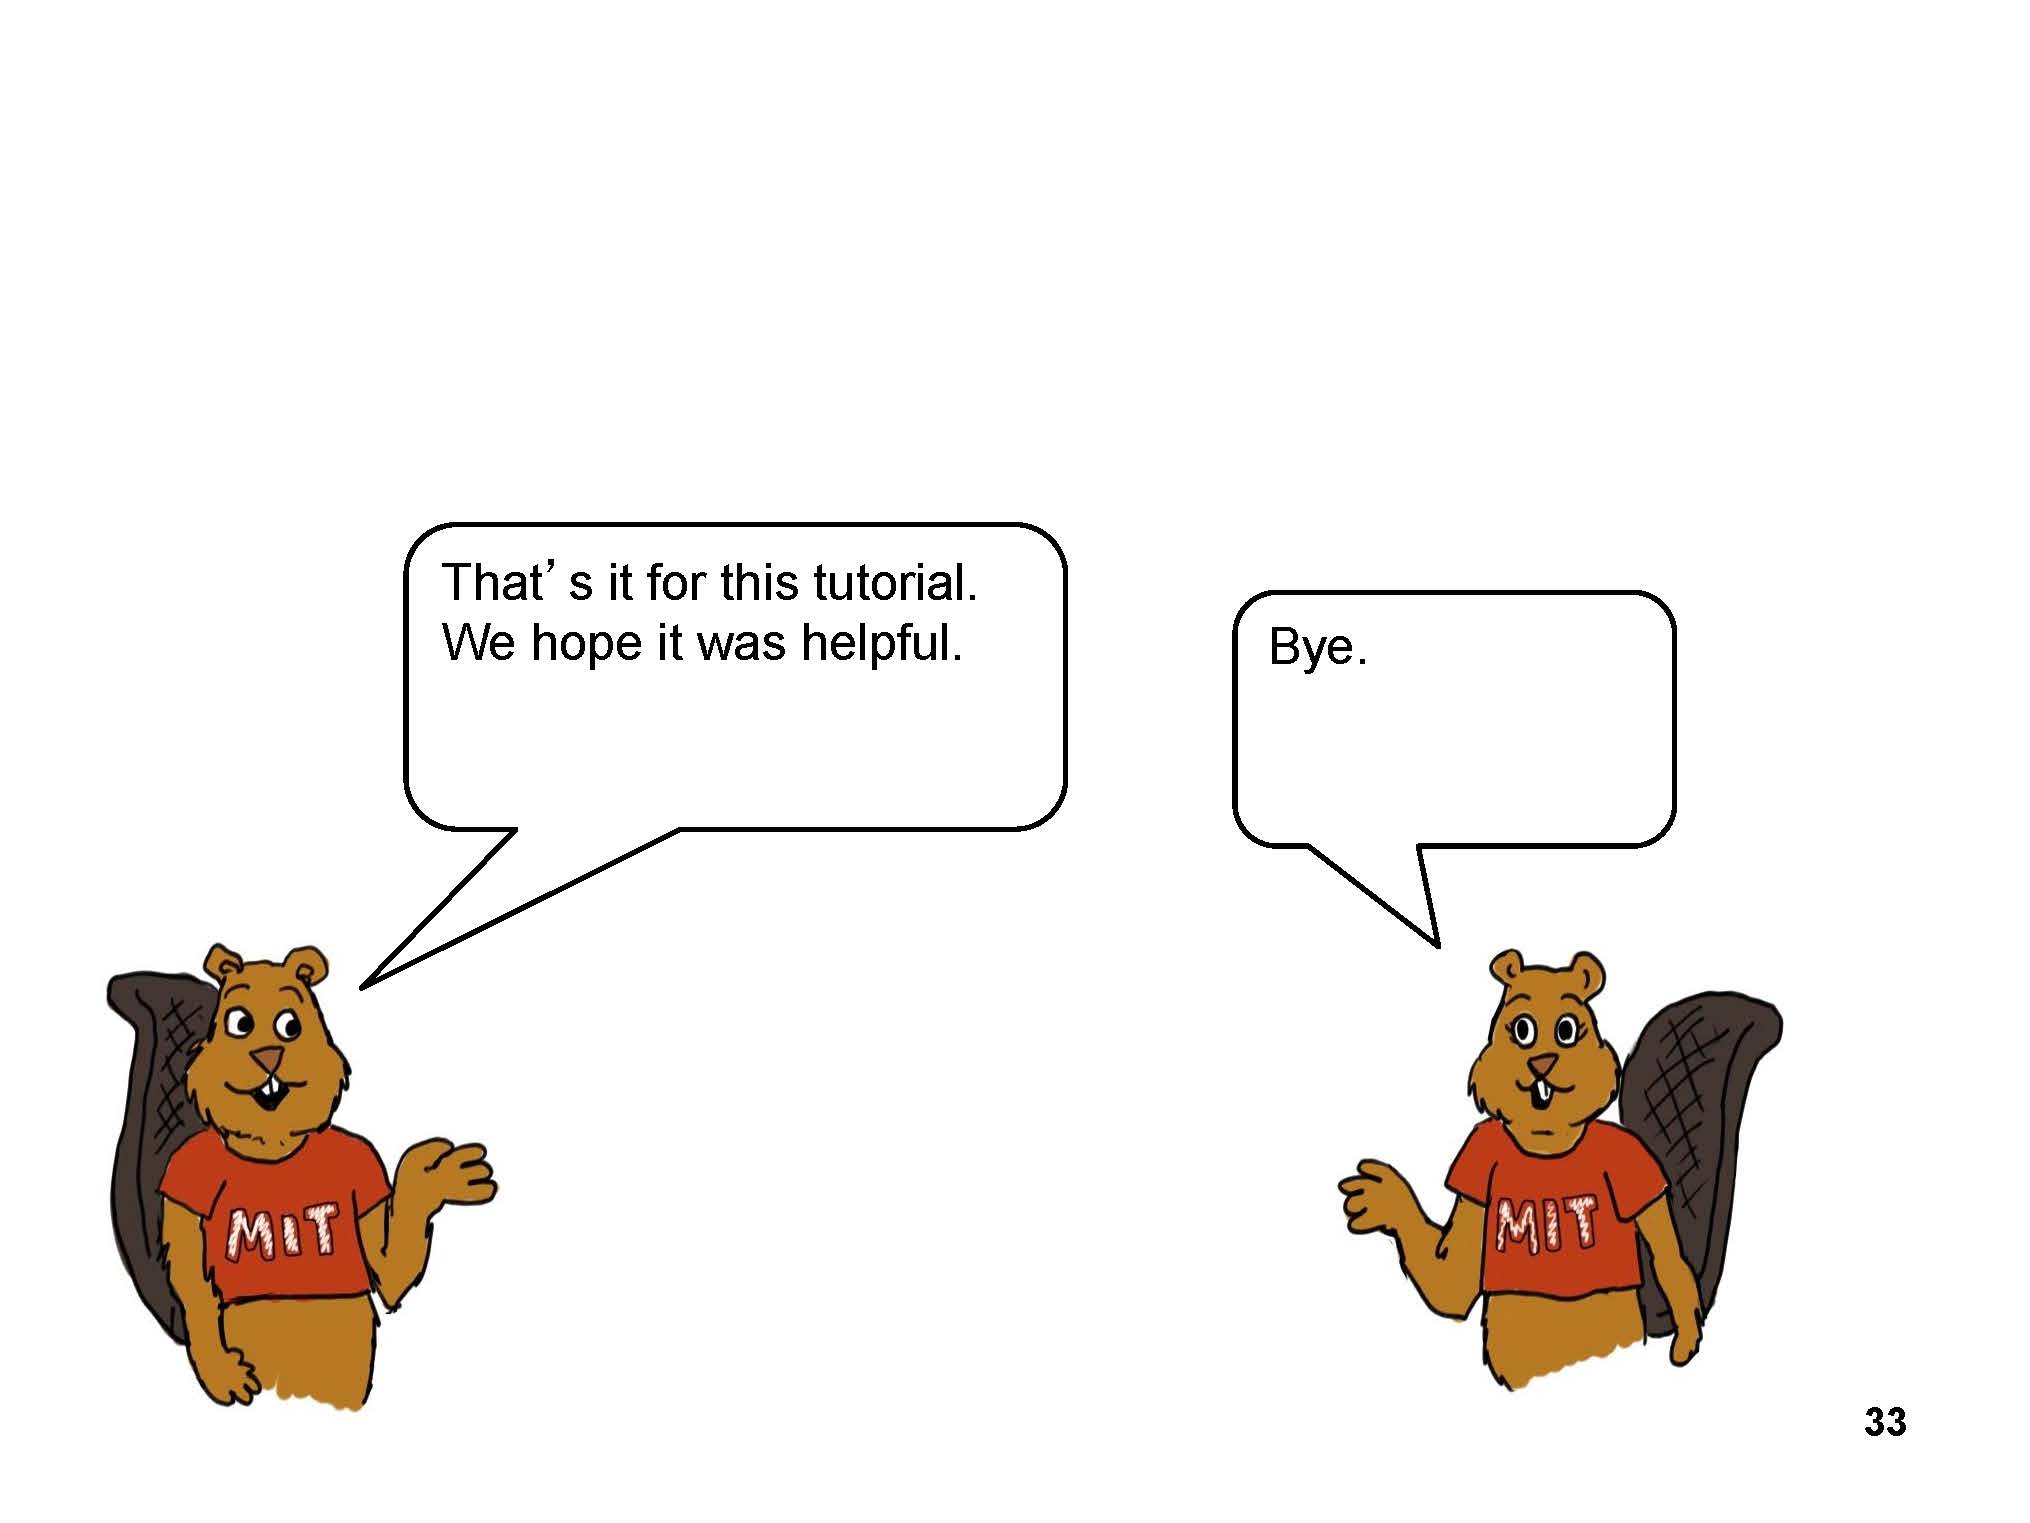 That’s it for this tutorial.
We hope it was helpful.
Bye.
MIT
MIT
33